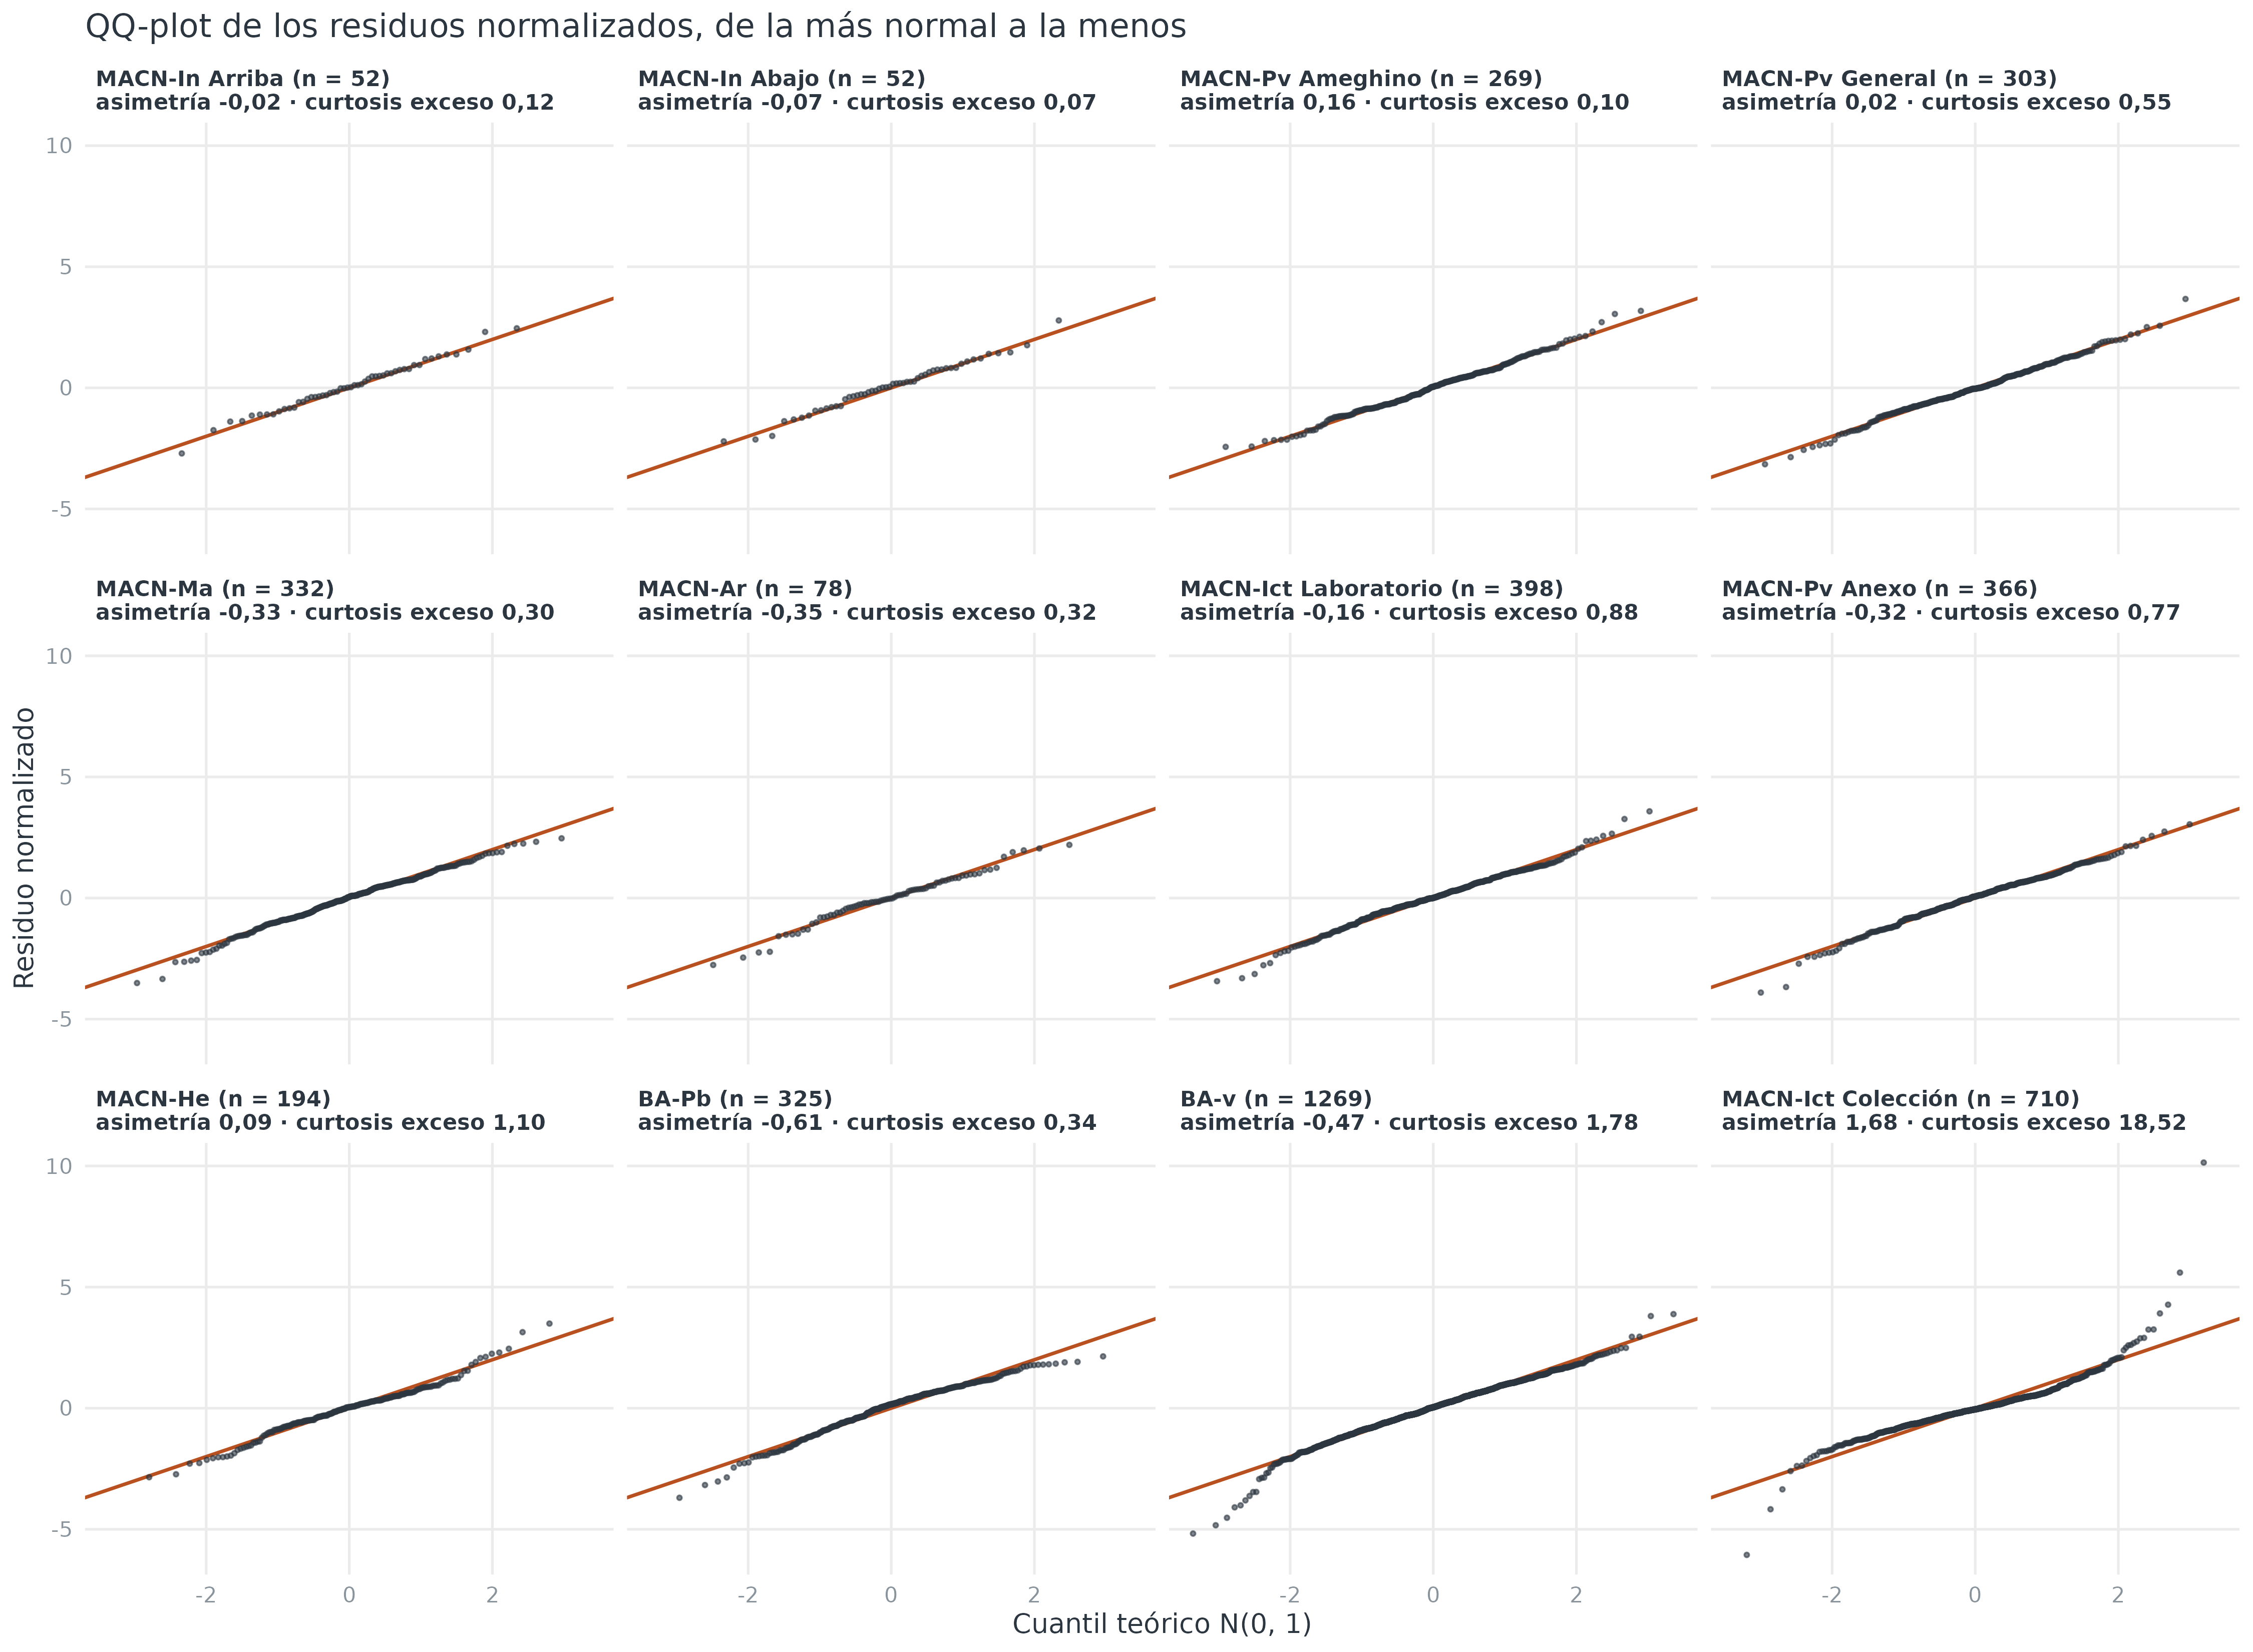 QQ-plot de los residuos normalizados, de la más normal a la menos
MACN-In Arriba (n = 52)
asimetría -0,02 · curtosis exceso 0,12
MACN-In Abajo (n = 52)
asimetría -0,07 · curtosis exceso 0,07
MACN-Pv Ameghino (n = 269)
asimetría 0,16 · curtosis exceso 0,10
MACN-Pv General (n = 303)
asimetría 0,02 · curtosis exceso 0,55
10
5
0
-5
MACN-Ma (n = 332)
asimetría -0,33 · curtosis exceso 0,30
MACN-Ar (n = 78)
asimetría -0,35 · curtosis exceso 0,32
MACN-Ict Laboratorio (n = 398)
asimetría -0,16 · curtosis exceso 0,88
MACN-Pv Anexo (n = 366)
asimetría -0,32 · curtosis exceso 0,77
10
5
0
-5
Residuo normalizado
MACN-He (n = 194)
asimetría 0,09 · curtosis exceso 1,10
BA-Pb (n = 325)
asimetría -0,61 · curtosis exceso 0,34
BA-v (n = 1269)
asimetría -0,47 · curtosis exceso 1,78
MACN-Ict Colección (n = 710)
asimetría 1,68 · curtosis exceso 18,52
10
5
0
-5
-2 0 2
-2 0 2
-2 0 2
-2 0 2
Cuantil teórico N(0, 1)